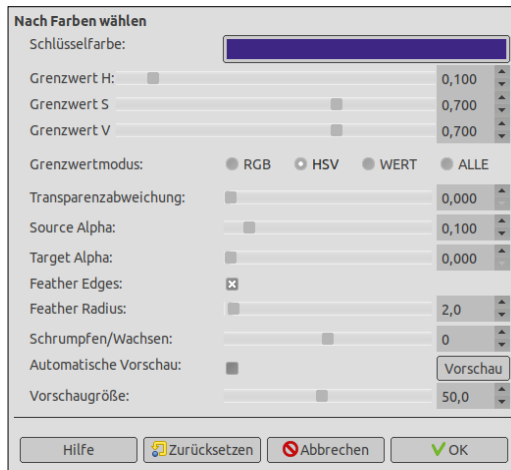 Nach Farben wählen
Schlüsselfarbe:
Grenzwert H: 0,100
Grenzwert S 0,700
Grenzwert V 0,700
Grenzwertmodus: RGB HSV WERT ALLE
Transparenzabweichung: 0,000
Source Alpha: 0,100
Target Alpha: 0,000
Feather Edges:
Feather Radius: 2,0
Schrumpfen/Wachsen: 0
Automatische Vorschau: Vorschau
Vorschaugröße: 50,0
Hilfe Zurücksetzen Abbrechen OK